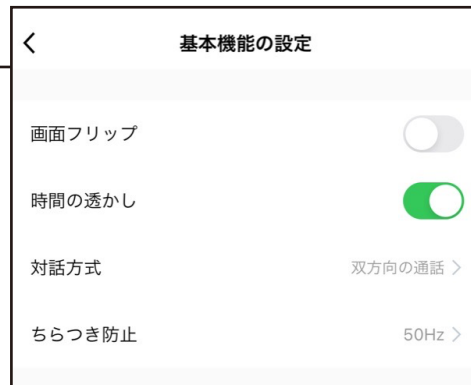 基本機能の設定
画面フリップ
時間の透かし
対話方式 双方向の通話
ちらつき防止 50Hz